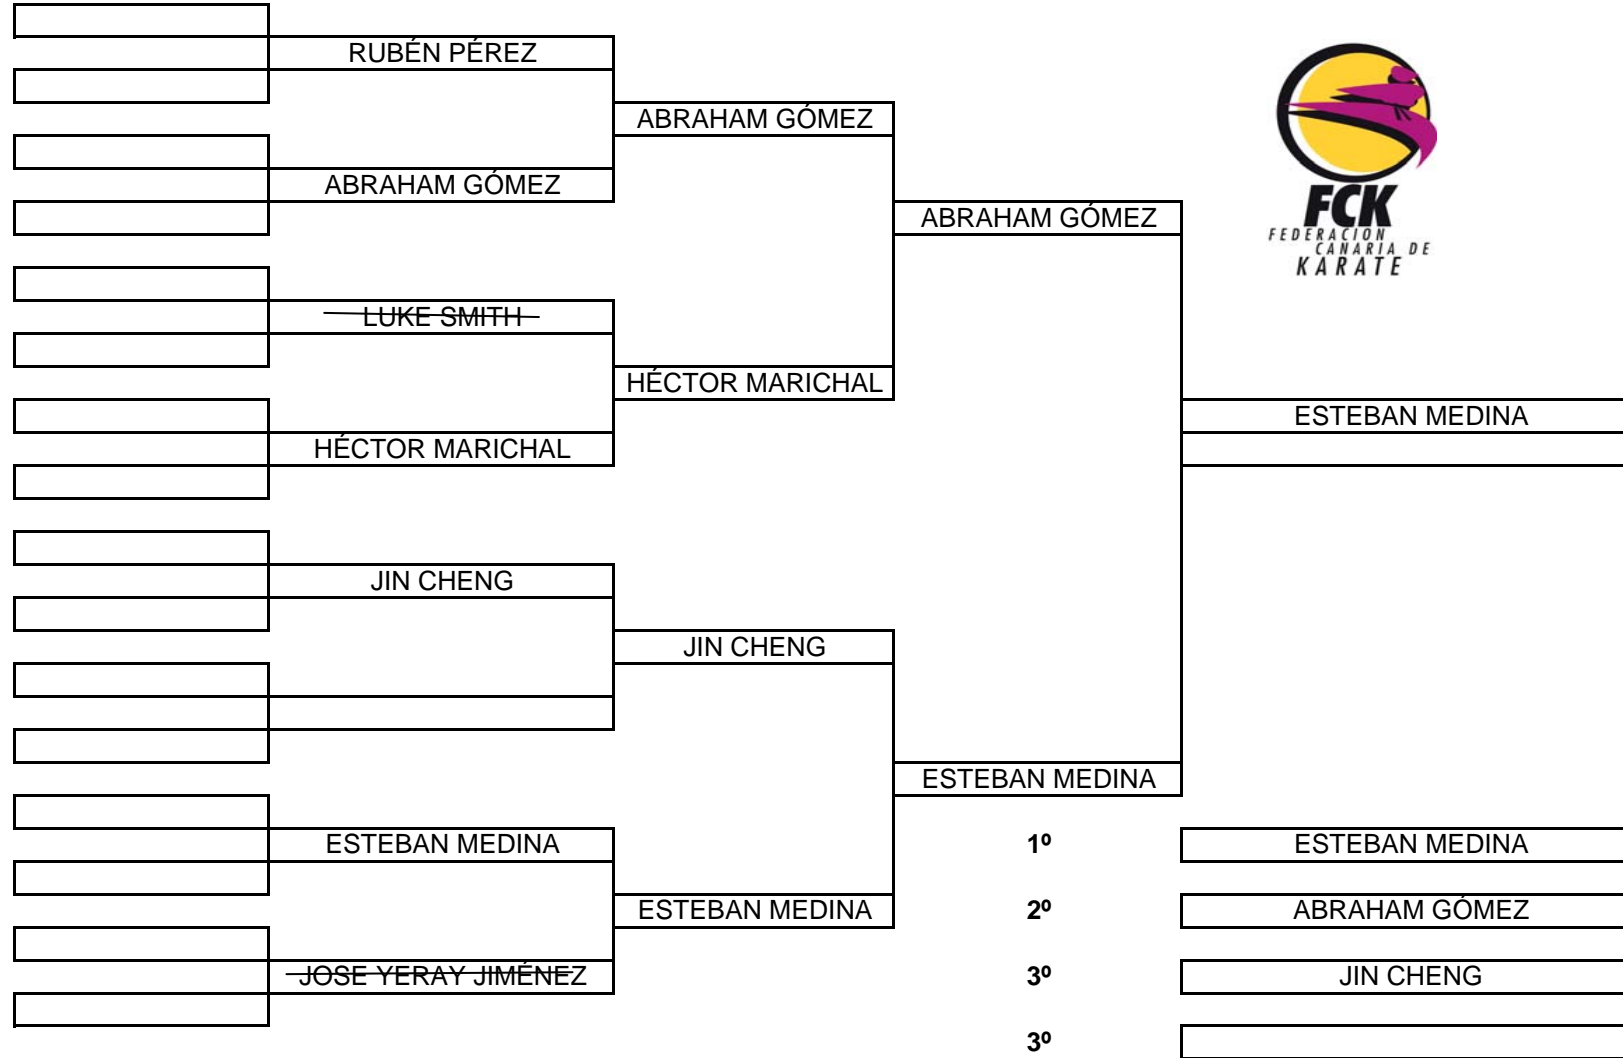 RUBÉN PÉREZ
ABRAHAM GÓMEZ
ABRAHAM GÓMEZ
ABRAHAM GÓMEZ
FCK
FEDERACION
CANARIA DE
KARATE
LUKE SMITH
HÉCTOR MARICHAL
ESTEBAN MEDINA
HÉCTOR MARICHAL
JIN CHENG
JIN CHENG
ESTEBAN MEDINA
ESTEBAN MEDINA
1º ESTEBAN MEDINA
ESTEBAN MEDINA
2º ABRAHAM GÓMEZ
JOSE YERAY JIMÉNEZ
3º JIN CHENG
3º